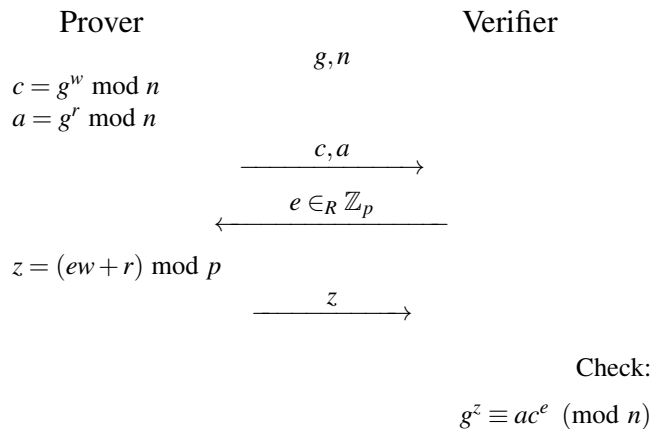 Prover Verifier
g, n
c = g^w mod n
a = g^r mod n
c, a
e ∈_R ℤ_p
z = (ew + r) mod p
z
Check:
g^z ≡ ac^e (mod n)